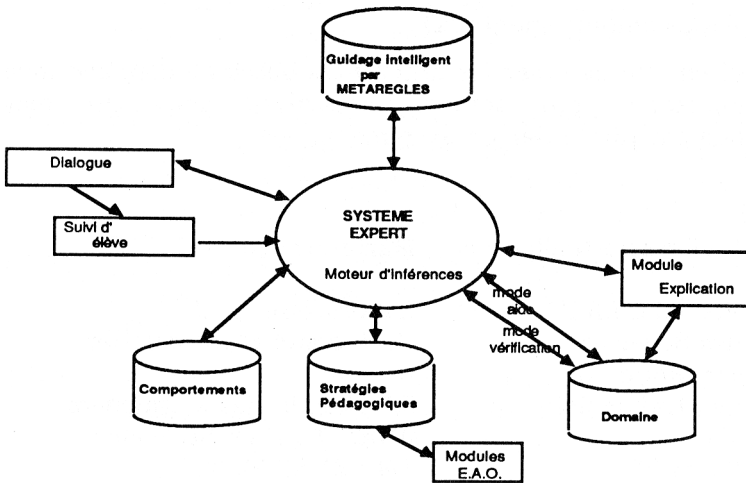 Guidage intelligent
par
METAREGLES
Dialogue
Suivi d'
élève
SYSTEME
EXPERT
Moteur d'inférences
Module
Explication
mode
aide
mode
vérification
Comportements
Stratégies
Pédagogiques
Domaine
Modules
E.A.O.